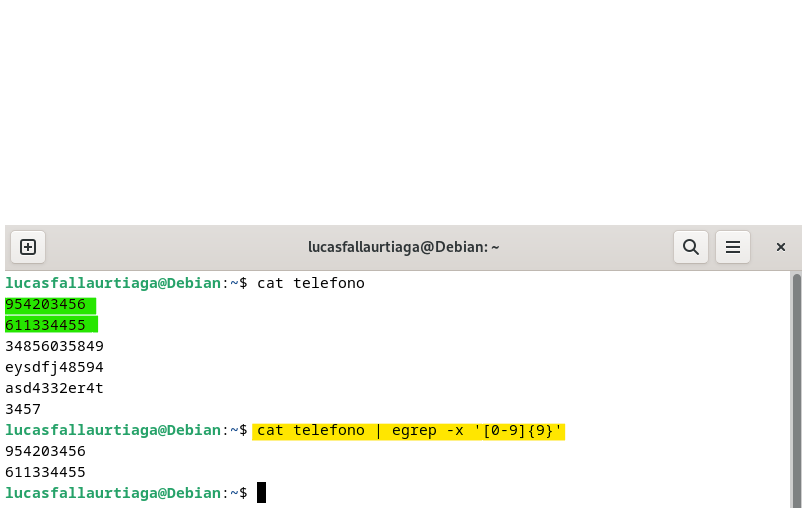 lucasfallaurtiaga@Debian: ~
lucasfallaurtiaga@Debian:~$ cat telefono
954203456
611334455
34856035849
eysdfj48594
asd4332er4t
3457
lucasfallaurtiaga@Debian:~$ cat telefono | egrep -x '[0-9]{9}'
954203456
611334455
lucasfallaurtiaga@Debian:~$